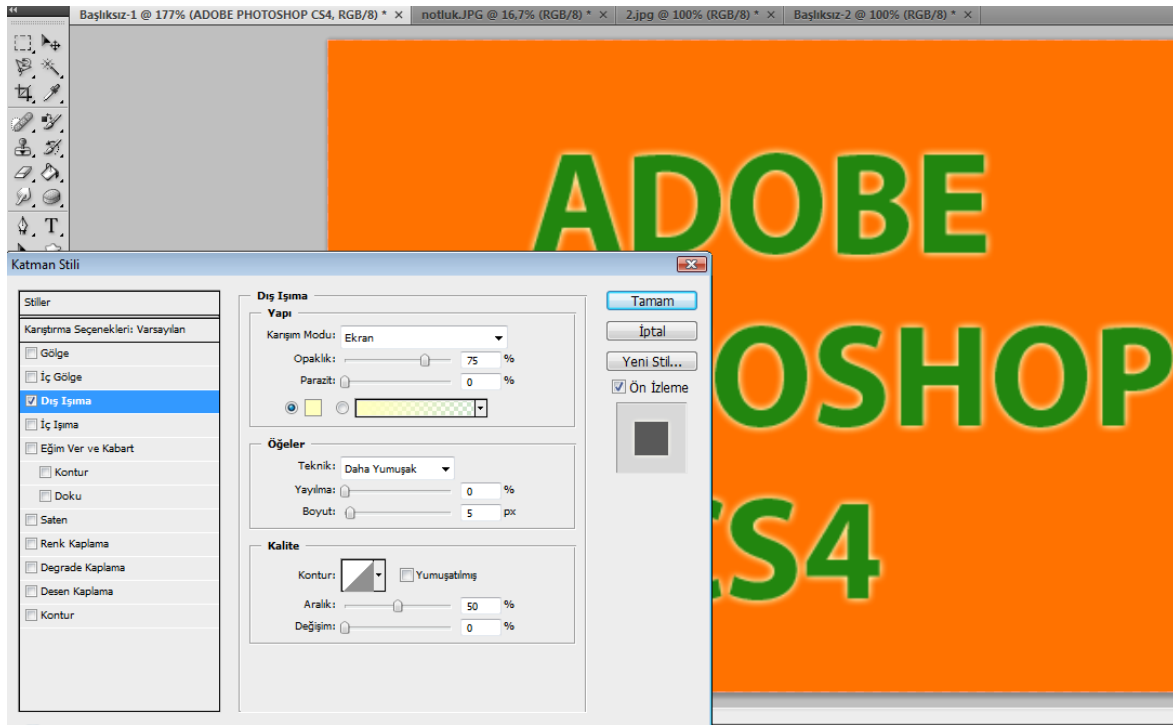 Başlıksız-1 @ 177% (ADOBE PHOTOSHOP CS4, RGB/8) * × notluk.JPG @ 16,7% (RGB/8) * × 2.jpg @ 100% (RGB/8) * × Başlıksız-2 @ 100% (RGB/8) * ×
ADOBE
OSHOP
CS4
Katman Stili
Stiller
Karıştırma Seçenekleri: Varsayılan
Gölge
İç Gölge
Dış Işıma
İç Işıma
Eğim Ver ve Kabart
Kontur
Doku
Saten
Renk Kaplama
Degrade Kaplama
Desen Kaplama
Kontur
Dış Işıma
Yapı
Karışım Modu: Ekran
Opaklık: 75 %
Parazit: 0 %
Öğeler
Teknik: Daha Yumuşak
Yayılma: 0 %
Boyut: 5 px
Kalite
Kontur: Yumuşatılmış
Aralık: 50 %
Değişim: 0 %
Tamam
İptal
Yeni Stil...
Ön İzleme